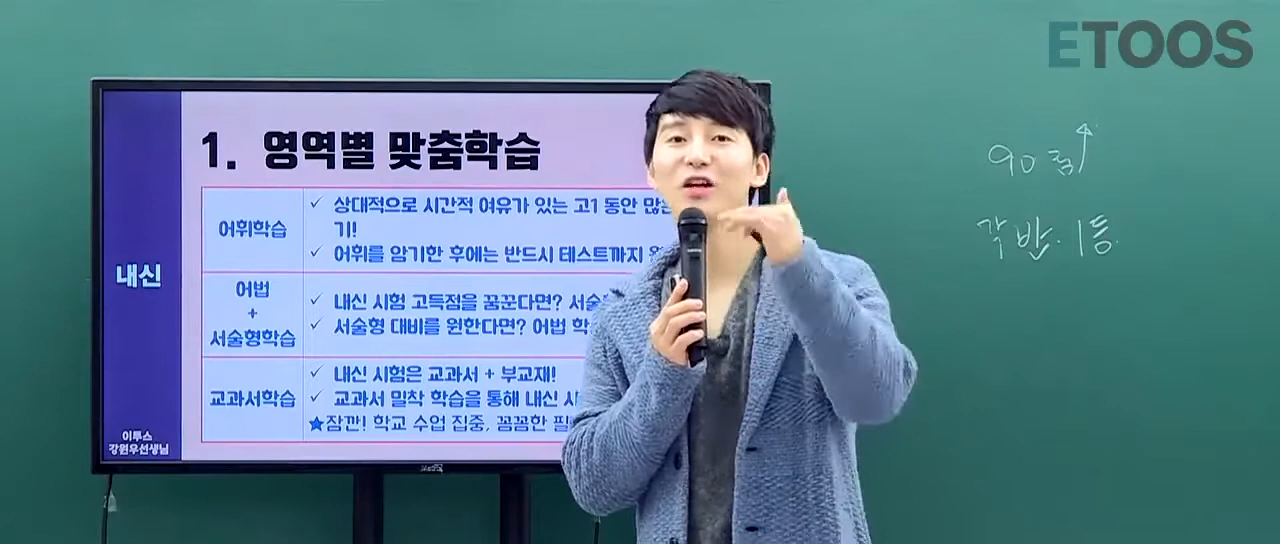 ETOOS
1. 영역별 맞춤학습
내신
어휘학습
✓ 상대적으로 시간적 여유가 있는 고1 동안 많은
기!
✓ 어휘를 암기한 후에는 반드시 테스트까지
어법
+
서술형학습
✓ 내신 시험 고득점을 꿈꾼다면?
✓ 서술형 대비를 원한다면? 어법
교과서학습
✓ 내신 시험은 교과서 + 부교재!
✓ 교과서 밀착 학습을 통해 내신
★잠깐! 학교 수업 집중, 꼼꼼한
이투스
강원우선생님
90점↑
각 반. 1등.